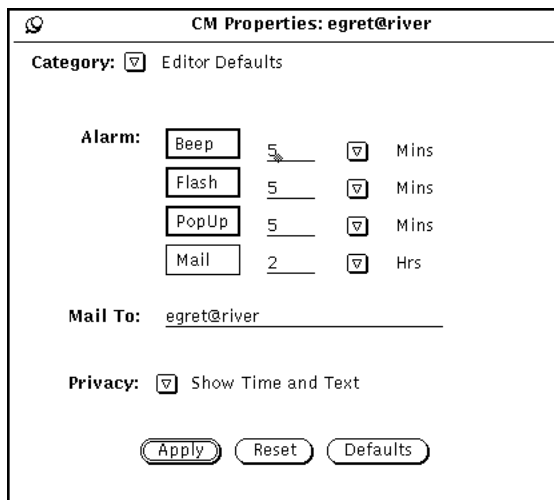 CM Properties: egret@river
Category: Editor Defaults
Alarm: Beep 5 Mins
Flash 5 Mins
PopUp 5 Mins
Mail 2 Hrs
Mail To: egret@river
Privacy: Show Time and Text
Apply Reset Defaults